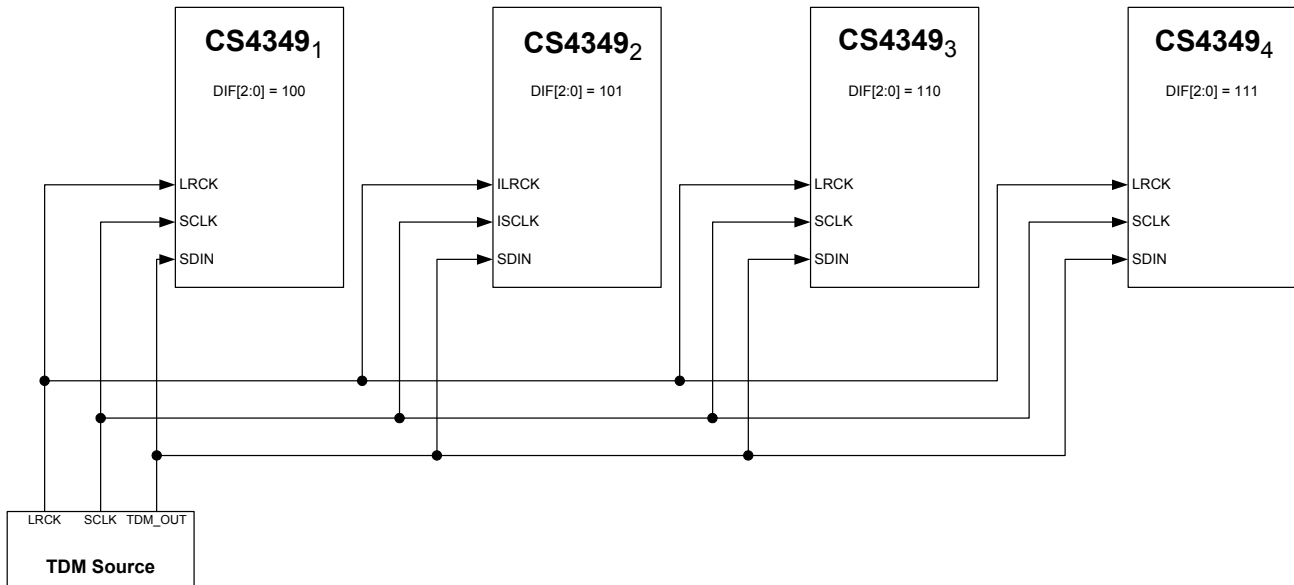 CS4349₁
DIF[2:0] = 100
LRCK
SCLK
SDIN
CS4349₂
DIF[2:0] = 101
ILRCK
ISCLK
SDIN
CS4349₃
DIF[2:0] = 110
LRCK
SCLK
SDIN
CS4349₄
DIF[2:0] = 111
LRCK
SCLK
SDIN
LRCK SCLK TDM_OUT
TDM Source